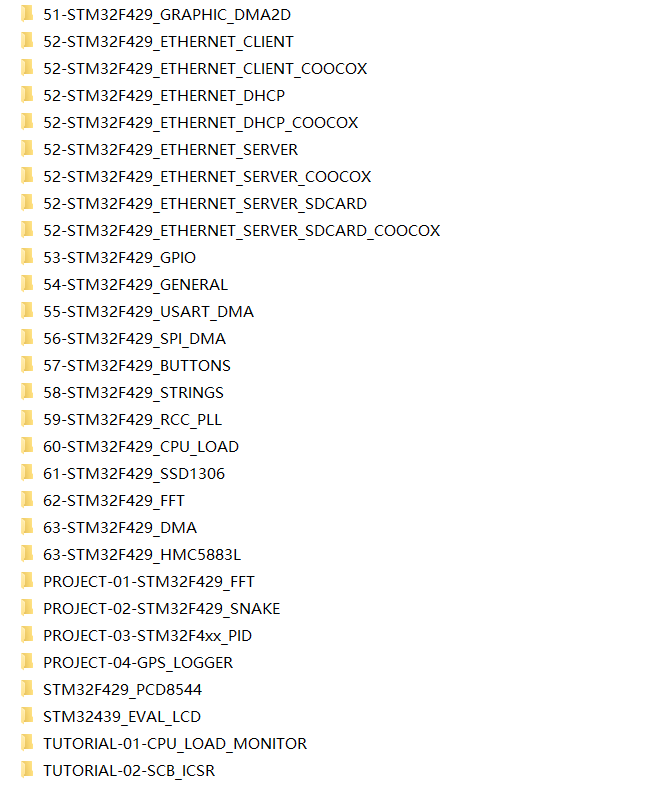 51-STM32F429_GRAPHIC_DMA2D
52-STM32F429_ETHERNET_CLIENT
52-STM32F429_ETHERNET_CLIENT_COOCOX
52-STM32F429_ETHERNET_DHCP
52-STM32F429_ETHERNET_DHCP_COOCOX
52-STM32F429_ETHERNET_SERVER
52-STM32F429_ETHERNET_SERVER_COOCOX
52-STM32F429_ETHERNET_SERVER_SDCARD
52-STM32F429_ETHERNET_SERVER_SDCARD_COOCOX
53-STM32F429_GPIO
54-STM32F429_GENERAL
55-STM32F429_USART_DMA
56-STM32F429_SPI_DMA
57-STM32F429_BUTTONS
58-STM32F429_STRINGS
59-STM32F429_RCC_PLL
60-STM32F429_CPU_LOAD
61-STM32F429_SSD1306
62-STM32F429_FFT
63-STM32F429_DMA
63-STM32F429_HMC5883L
PROJECT-01-STM32F429_FFT
PROJECT-02-STM32F429_SNAKE
PROJECT-03-STM32F4xx_PID
PROJECT-04-GPS_LOGGER
STM32F429_PCD8544
STM32439_EVAL_LCD
TUTORIAL-01-CPU_LOAD_MONITOR
TUTORIAL-02-SCB_ICSR